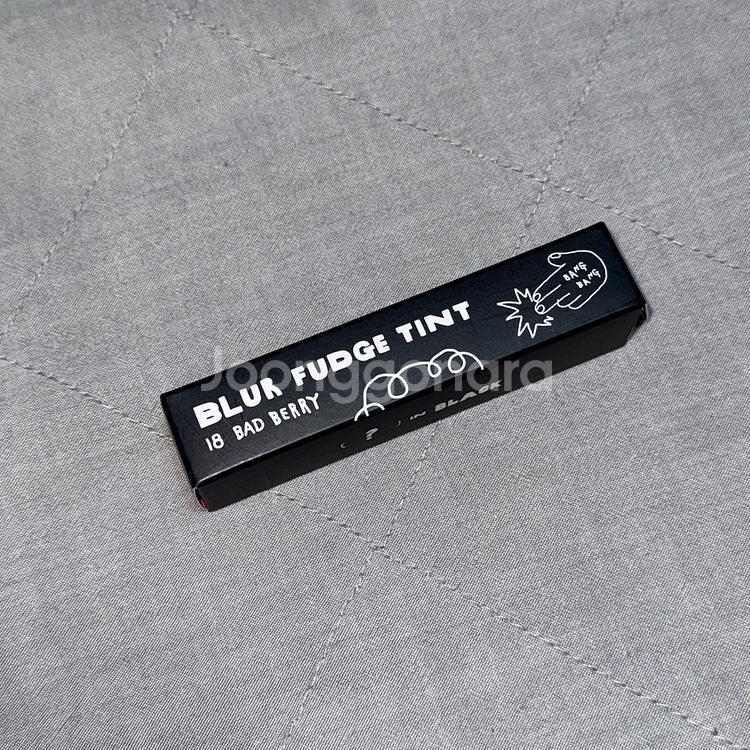 BLUR FUDGE TINT
18 BAD BERRY
BANG
BANG
( ? ) IN BLACK
Joonggonara